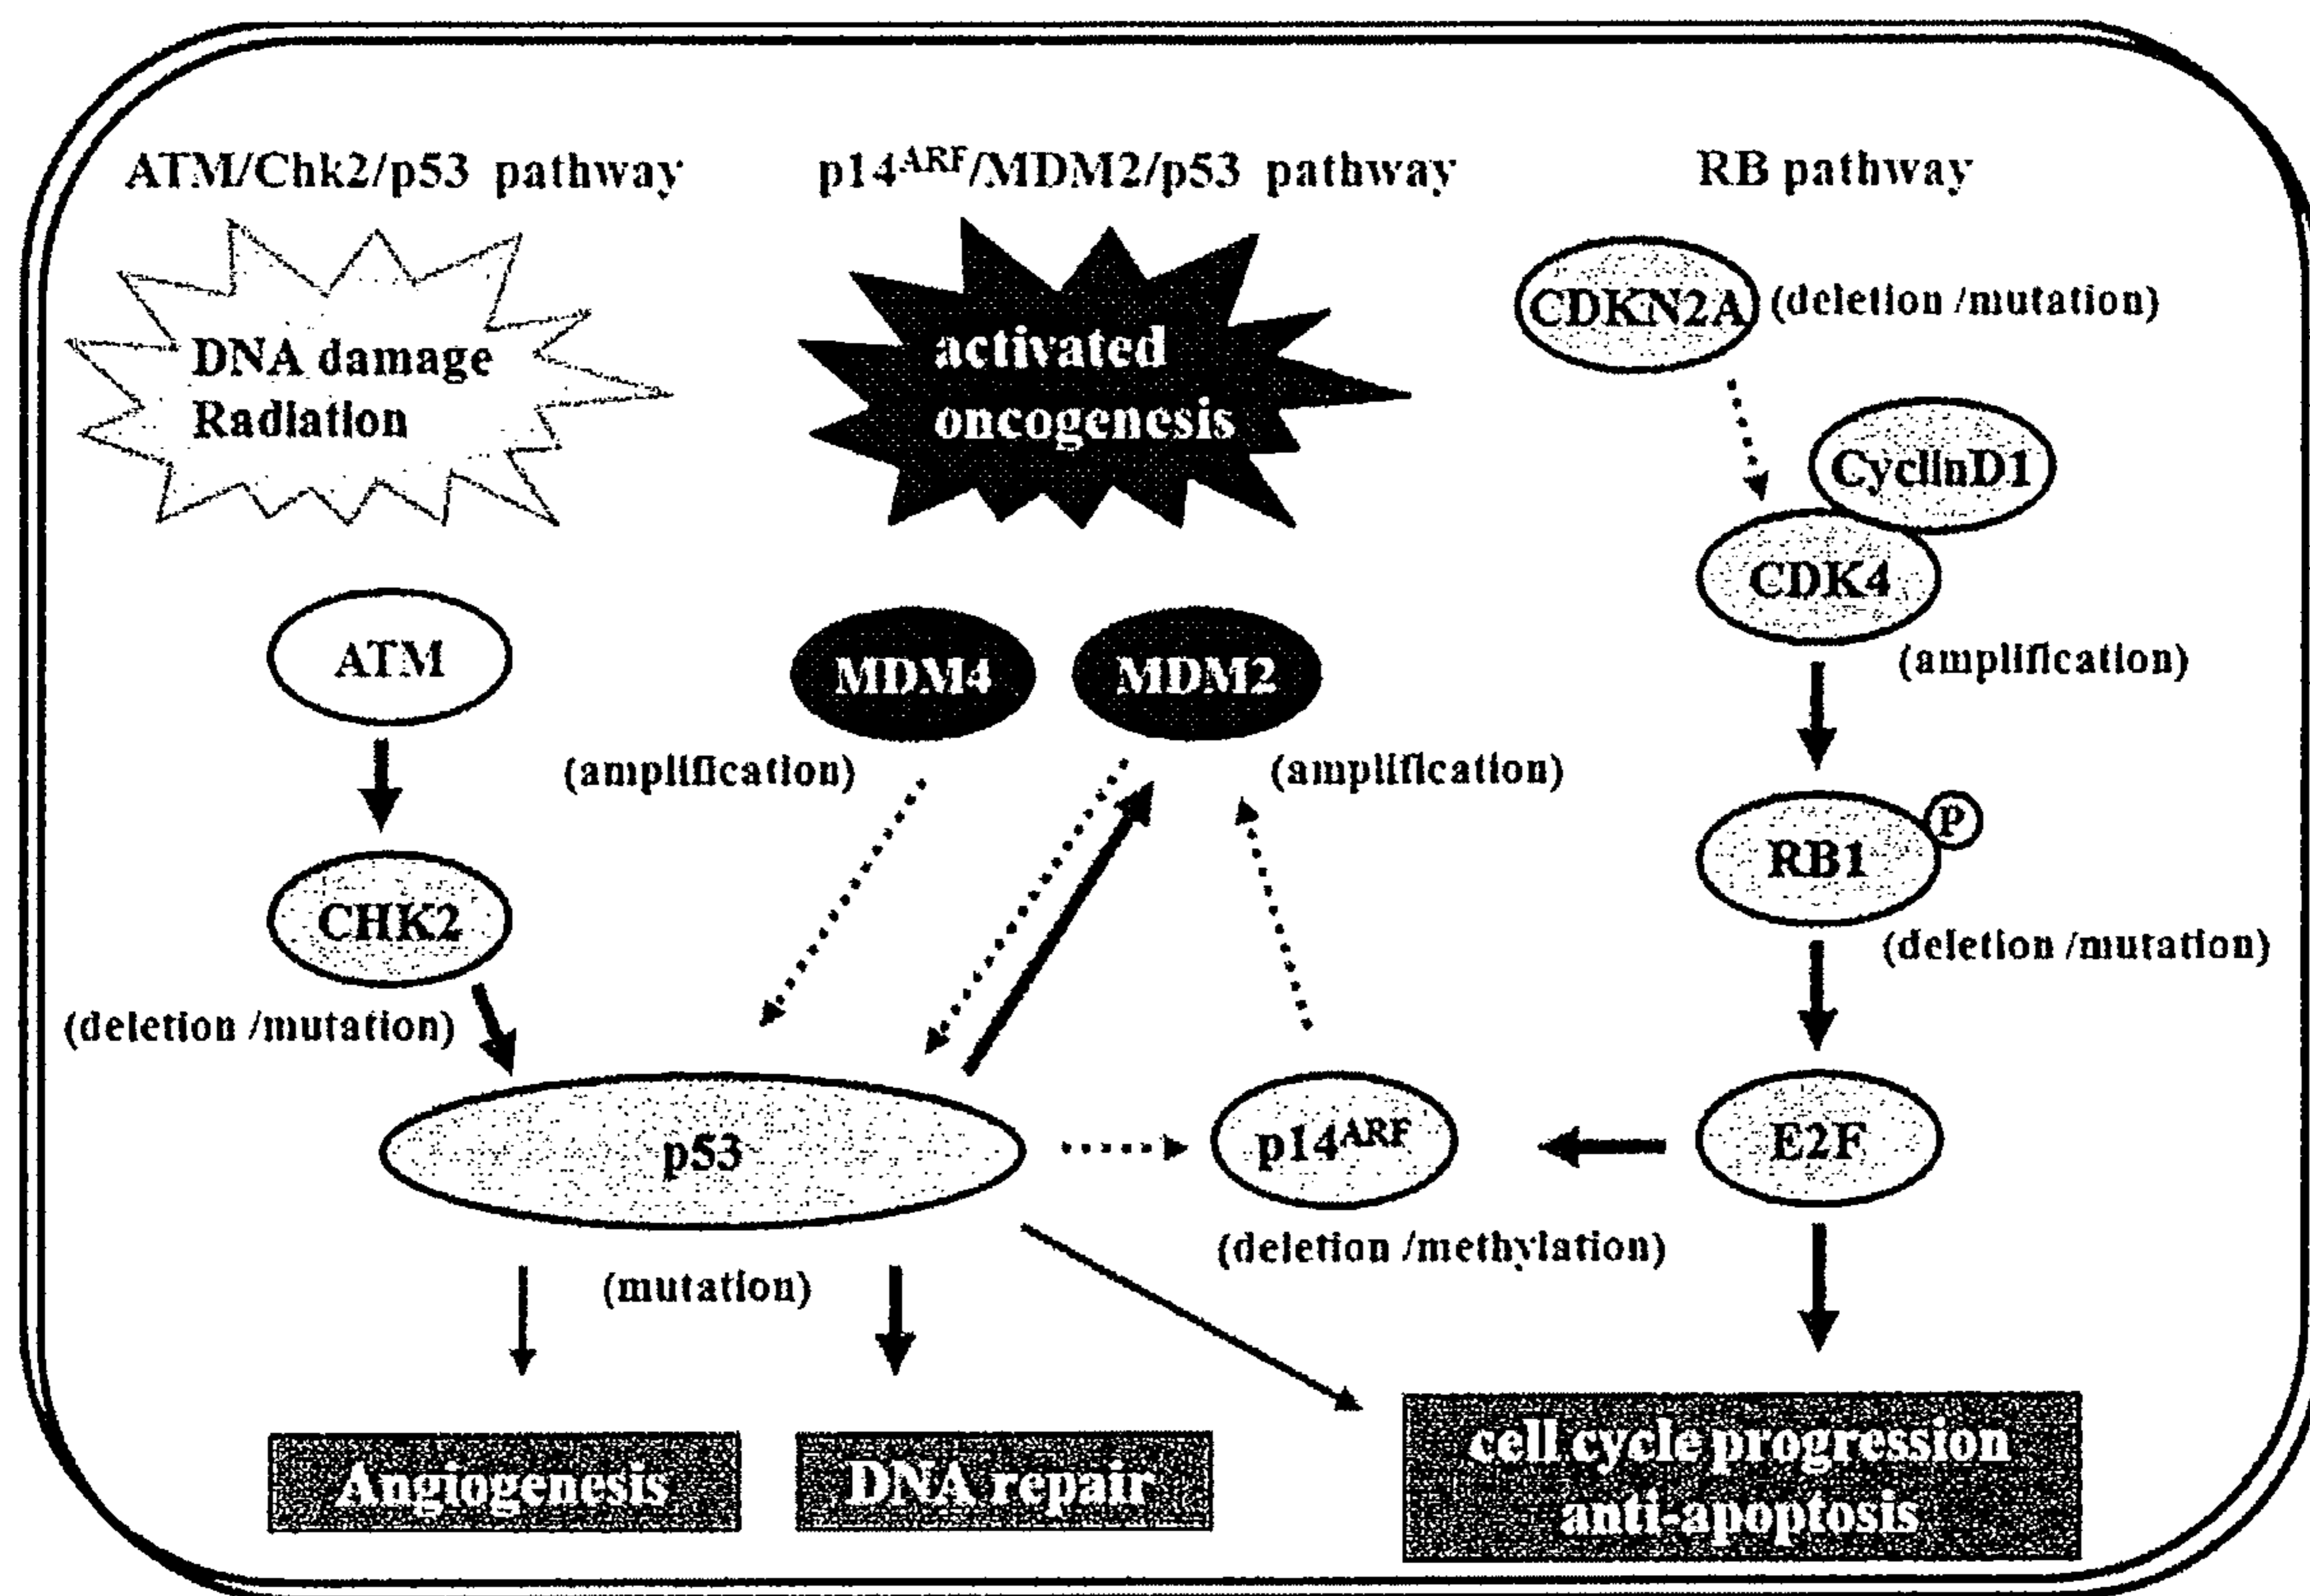 ATM/Chk2/p53 pathway
p14ARF/MDM2/p53 pathway
RB pathway
DNA damage
Radiation
activated
oncogenesis
CDKN2A (deletion /mutation)
CyclinD1
CDK4
(amplification)
ATM
MDM4
MDM2
(amplification)
(amplification)
CHK2
(deletion /mutation)
RB1
P
(deletion /mutation)
p53
p14ARF
E2F
(mutation)
(deletion /methylation)
Angiogenesis
DNA repair
cell cycle progression
anti-apoptosis